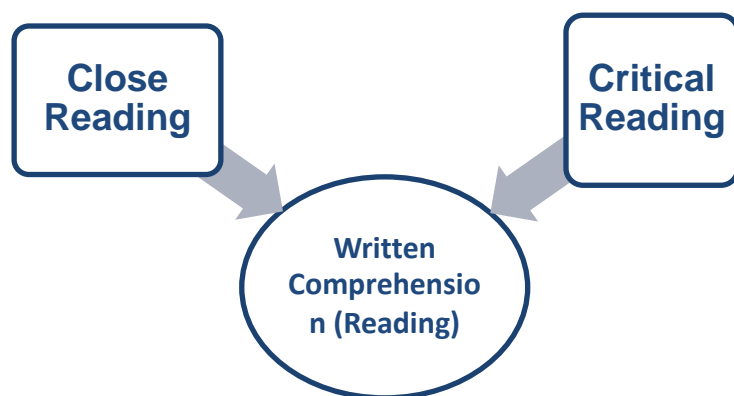 Close
Reading
Critical
Reading
Written
Comprehensio
n (Reading)